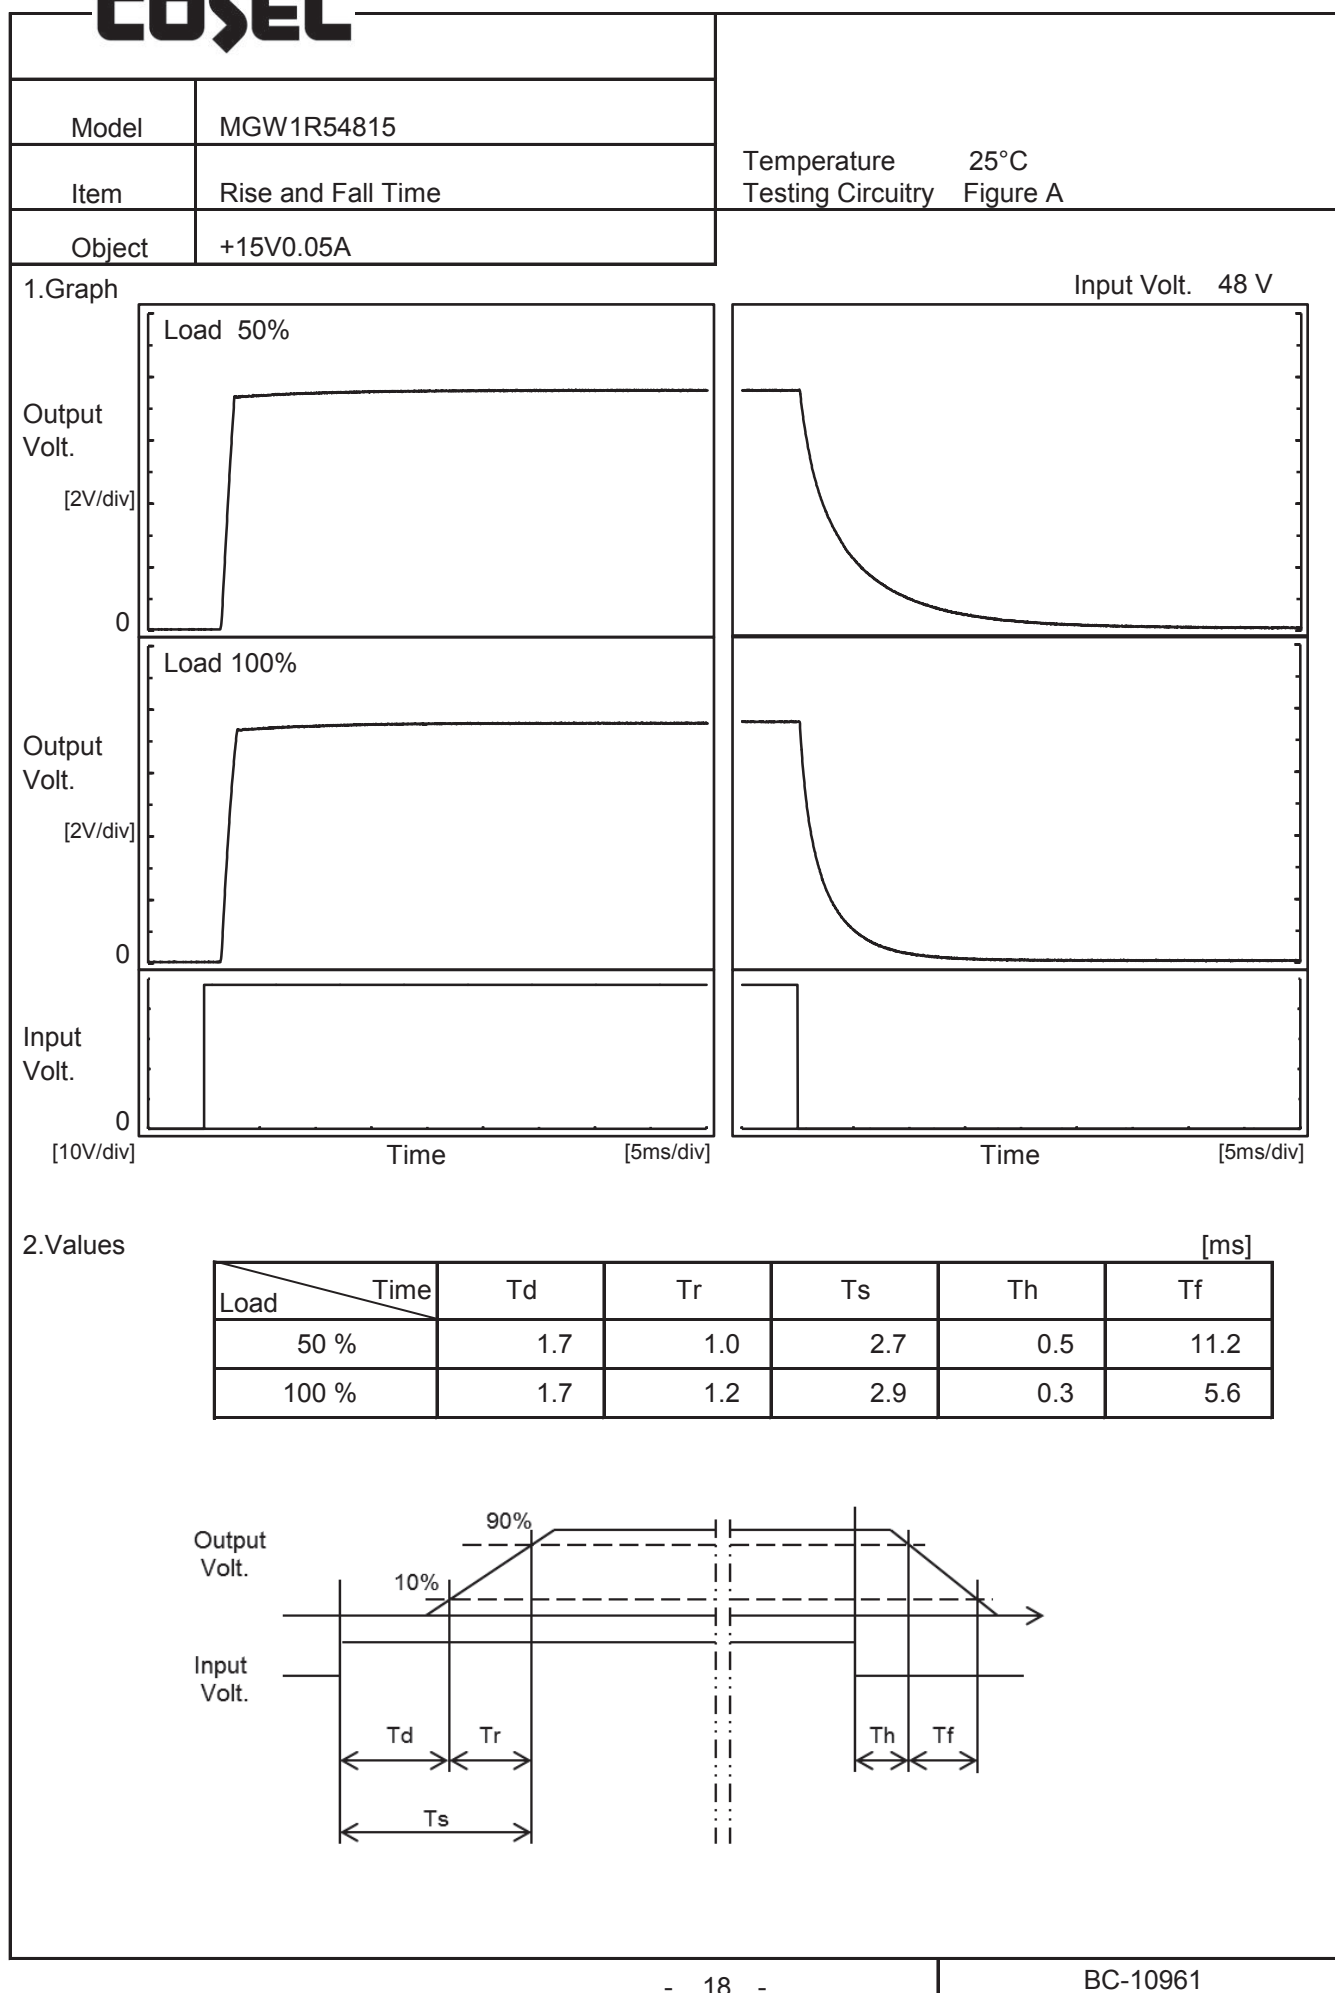 COSEL
Model MGW1R54815
Item Rise and Fall Time
Object +15V0.05A
Temperature 25°C
Testing Circuitry Figure A
1.Graph
Input Volt. 48 V
Load 50%
Output
Volt.
[2V/div]
0
Load 100%
Output
Volt.
[2V/div]
0
Input
Volt.
0
[10V/div] Time [5ms/div] Time [5ms/div]
2.Values [ms]
Time
Load Td Tr Ts Th Tf
50 % 1.7 1.0 2.7 0.5 11.2
100 % 1.7 1.2 2.9 0.3 5.6
90%
Output
Volt.
10%
Input
Volt.
Td Tr Th Tf
Ts
- 18 -
BC-10961